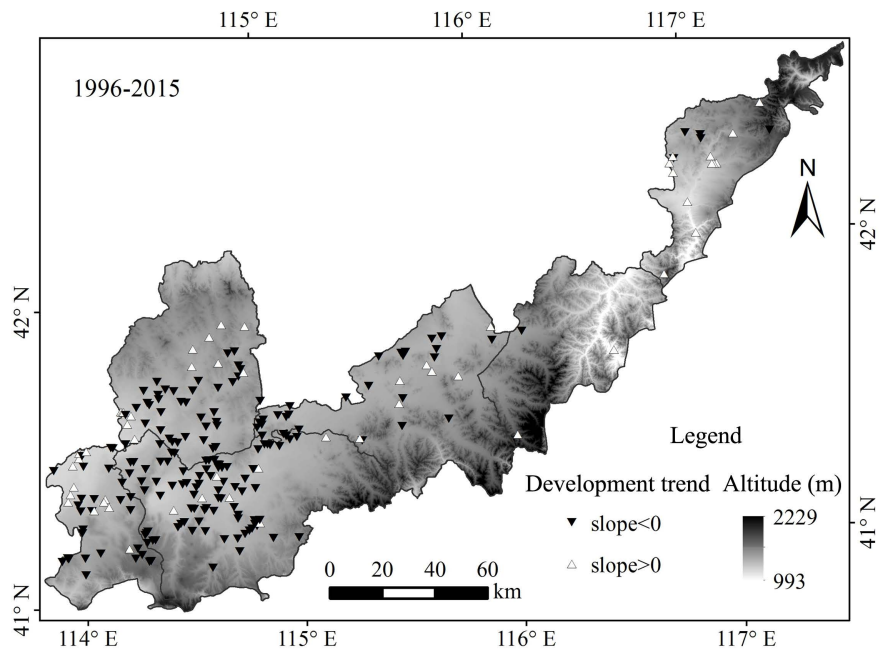 115° E 116° E 117° E
1996-2015
N
42° N
42° N
Legend
Development trend Altitude (m)
slope<0
slope>0
2229
993
41° N
0 20 40 60
km
41° N
114° E 115° E 116° E 117° E